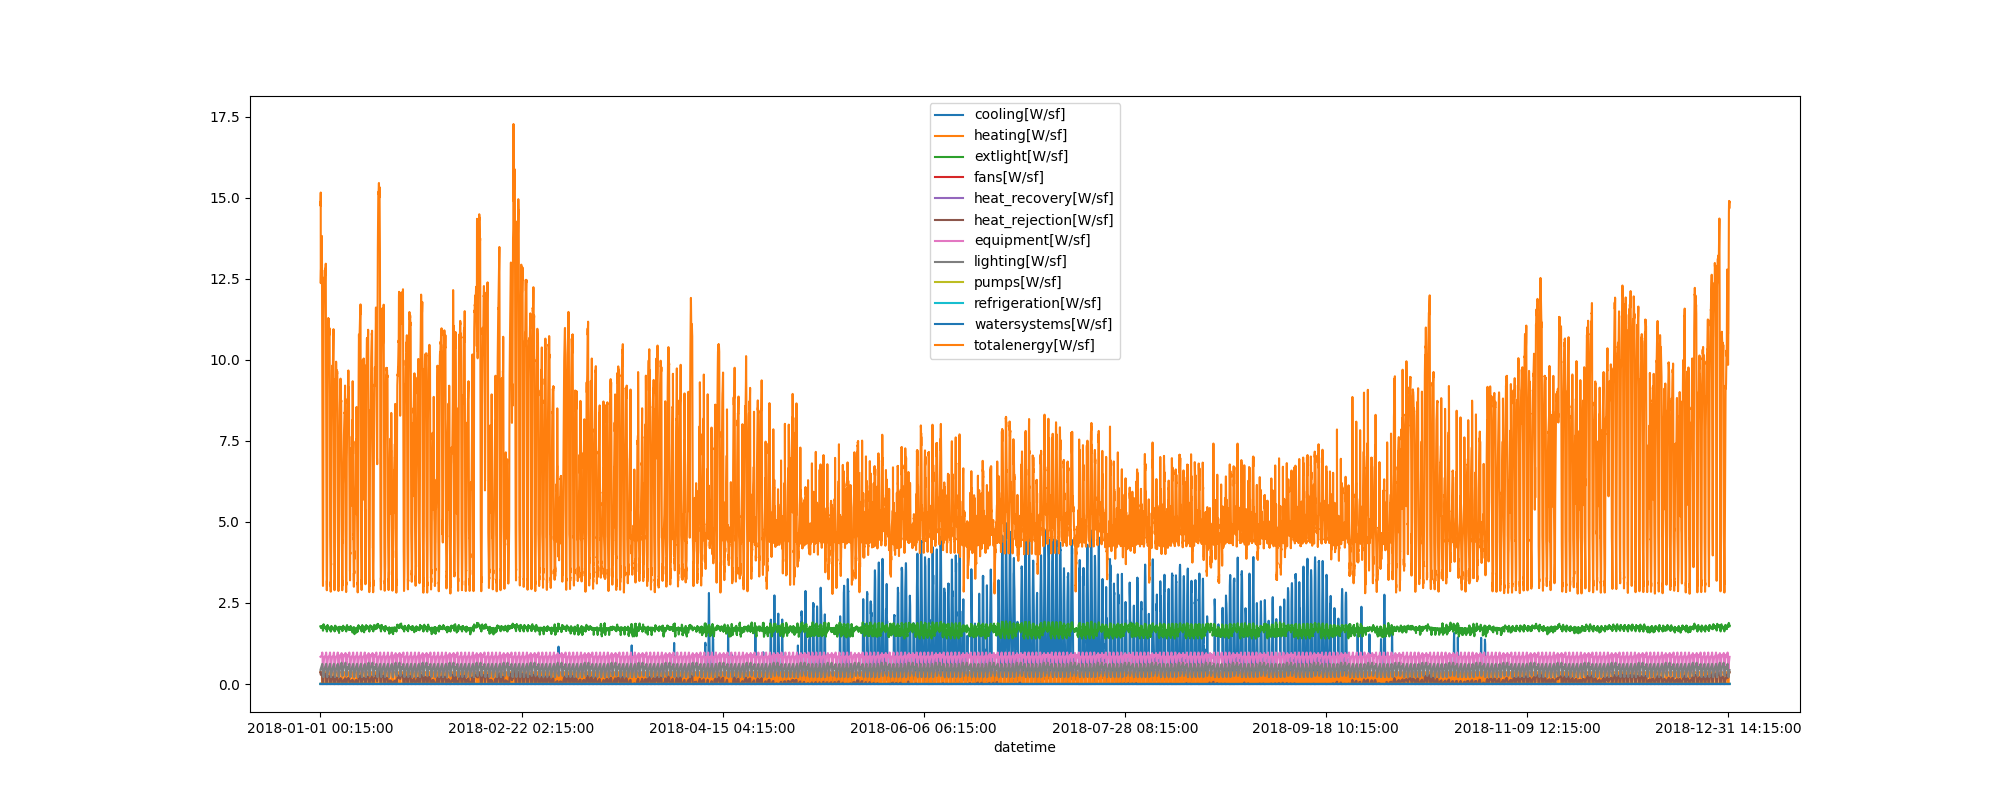 17.5
15.0
12.5
10.0
7.5
5.0
2.5
0.0
cooling[W/sf]
heating[W/sf]
extlight[W/sf]
fans[W/sf]
heat_recovery[W/sf]
heat_rejection[W/sf]
equipment[W/sf]
lighting[W/sf]
pumps[W/sf]
refrigeration[W/sf]
watersystems[W/sf]
totalenergy[W/sf]
2018-01-01 00:15:00 2018-02-22 02:15:00 2018-04-15 04:15:00 2018-06-06 06:15:00 2018-07-28 08:15:00 2018-09-18 10:15:00 2018-11-09 12:15:00 2018-12-31 14:15:00
datetime